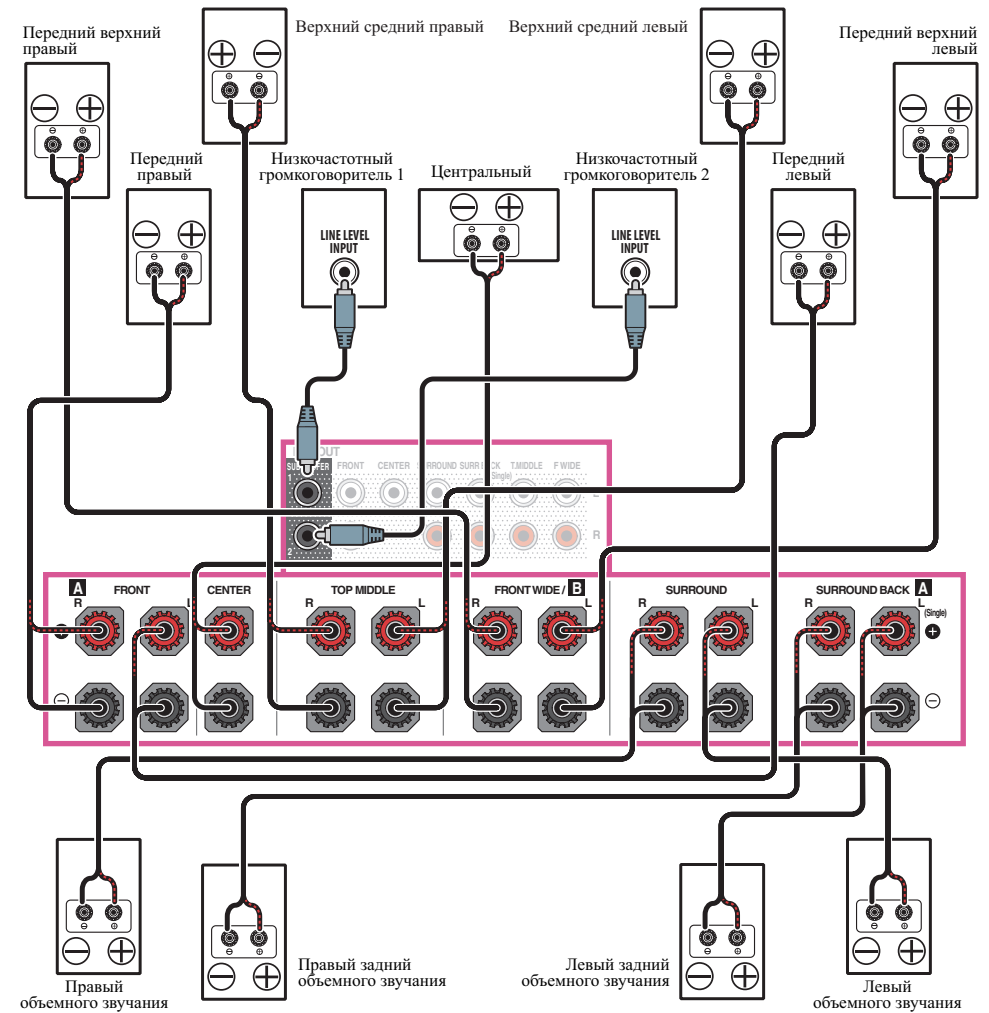 Передний верхний
правый
Верхний средний правый
Верхний средний левый
Передний верхний
левый
Передний
правый
Низкочастотный
громкоговоритель 1
Центральный
Низкочастотный
громкоговоритель 2
Передний
левый
LINE LEVEL
INPUT
LINE LEVEL
INPUT
OUT
FRONT
CENTER
T.MIDDLE
F WIDE
1
(Single)
L
2
R
A
FRONT
CENTER
TOP MIDDLE
FRONT WIDE / B
SURROUND
SURROUND BACK A
R
L
R
L
R
L
R
L
R
L
(Single)
Правый
объемного звучания
Правый задний
объемного звучания
Левый задний
объемного звучания
Левый
объемного звучания